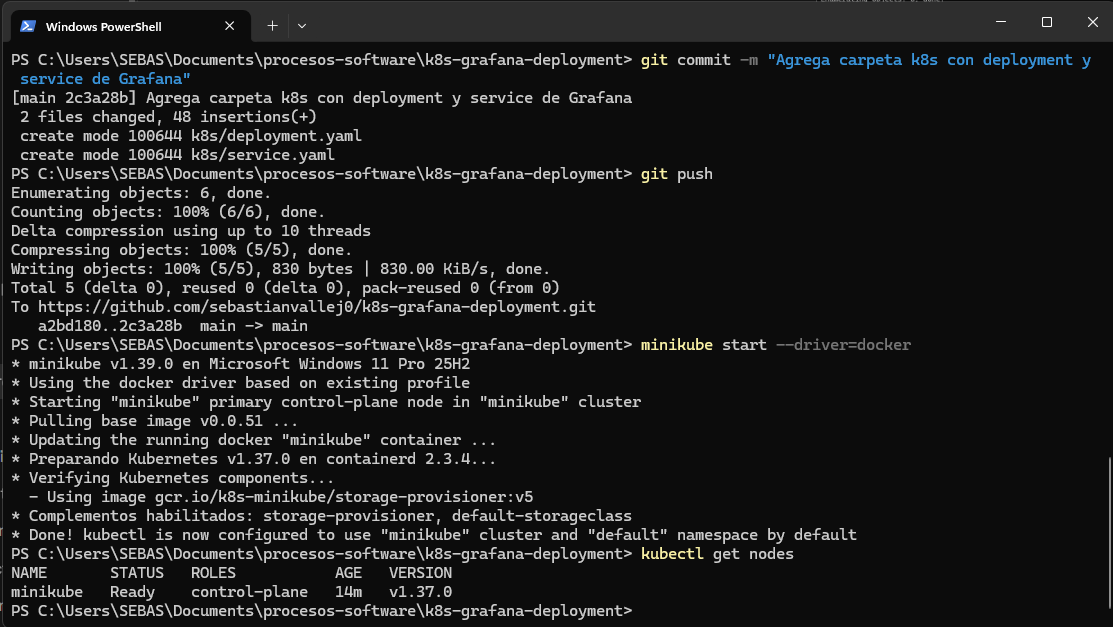 Windows PowerShell
PS C:\Users\SEBAS\Documents\procesos-software\k8s-grafana-deployment> git commit -m "Agrega carpeta k8s con deployment y
 service de Grafana"
[main 2c3a28b] Agrega carpeta k8s con deployment y service de Grafana
 2 files changed, 48 insertions(+)
 create mode 100644 k8s/deployment.yaml
 create mode 100644 k8s/service.yaml
PS C:\Users\SEBAS\Documents\procesos-software\k8s-grafana-deployment> git push
Enumerating objects: 6, done.
Counting objects: 100% (6/6), done.
Delta compression using up to 10 threads
Compressing objects: 100% (5/5), done.
Writing objects: 100% (5/5), 830 bytes | 830.00 KiB/s, done.
Total 5 (delta 0), reused 0 (delta 0), pack-reused 0 (from 0)
To https://github.com/sebastianvallej0/k8s-grafana-deployment.git
   a2bd180..2c3a28b  main -> main
PS C:\Users\SEBAS\Documents\procesos-software\k8s-grafana-deployment> minikube start --driver=docker
* minikube v1.39.0 en Microsoft Windows 11 Pro 25H2
* Using the docker driver based on existing profile
* Starting "minikube" primary control-plane node in "minikube" cluster
* Pulling base image v0.0.51 ...
* Updating the running docker "minikube" container ...
* Preparando Kubernetes v1.37.0 en containerd 2.3.4...
* Verifying Kubernetes components...
  - Using image gcr.io/k8s-minikube/storage-provisioner:v5
* Complementos habilitados: storage-provisioner, default-storageclass
* Done! kubectl is now configured to use "minikube" cluster and "default" namespace by default
PS C:\Users\SEBAS\Documents\procesos-software\k8s-grafana-deployment> kubectl get nodes
NAME       STATUS   ROLES           AGE   VERSION
minikube   Ready    control-plane   14m   v1.37.0
PS C:\Users\SEBAS\Documents\procesos-software\k8s-grafana-deployment>